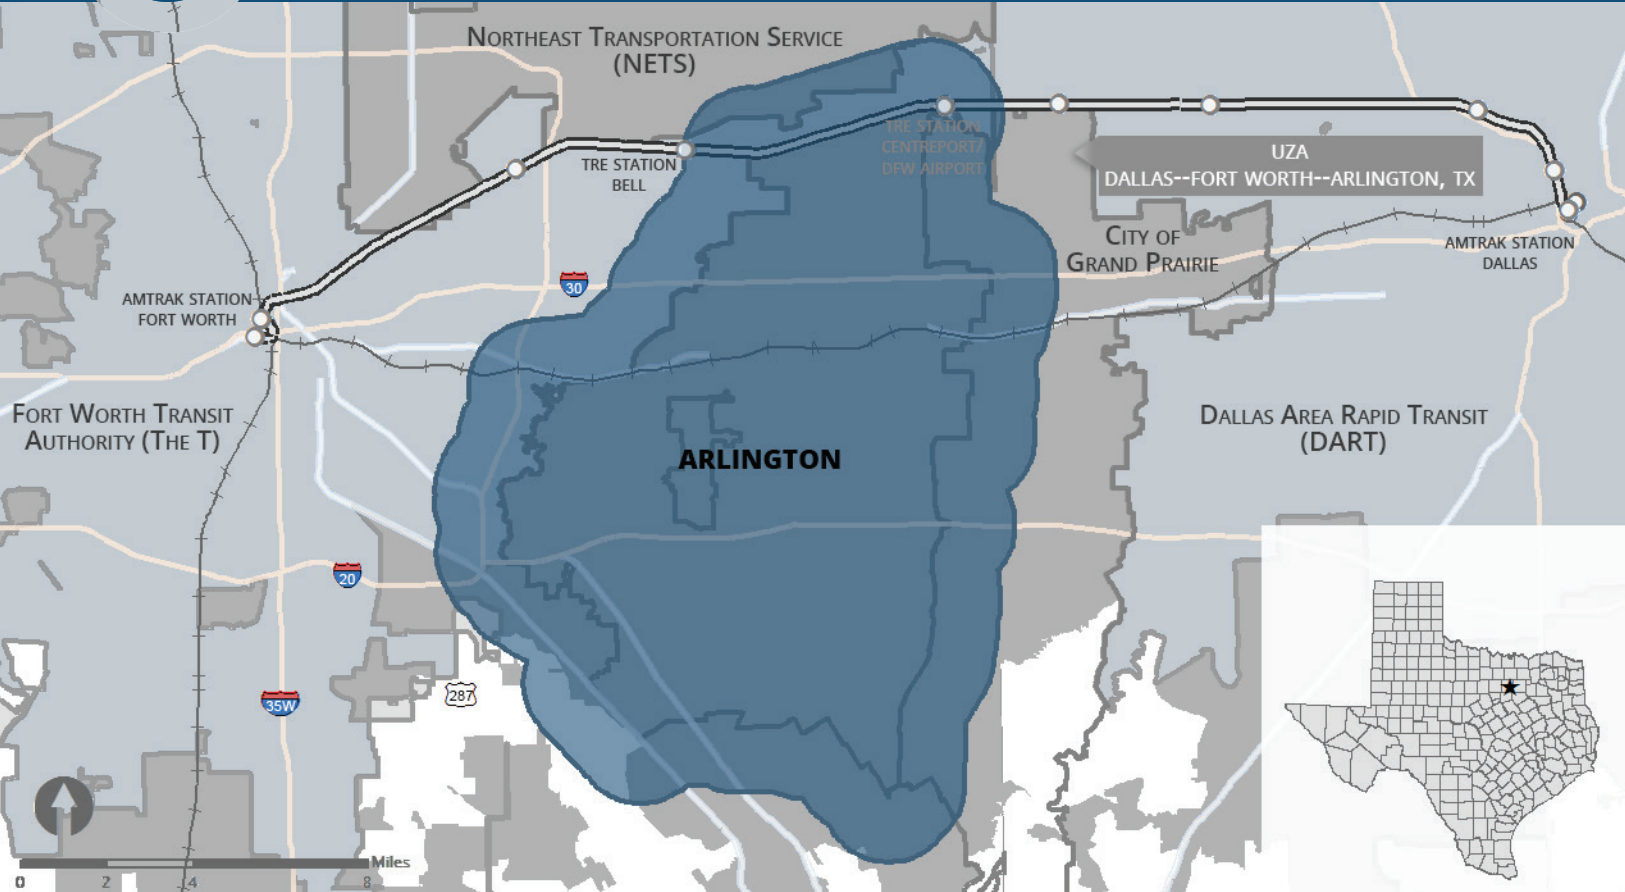 NORTHEAST TRANSPORTATION SERVICE
(NETS)
TRE STATION
CENTREPORT/
DFW AIRPORT
TRE STATION
BELL
UZA
DALLAS--FORT WORTH--ARLINGTON, TX
CITY OF
GRAND PRAIRIE
AMTRAK STATION
DALLAS
30
AMTRAK STATION
FORT WORTH
FORT WORTH TRANSIT
AUTHORITY (THE T)
DALLAS AREA RAPID TRANSIT
(DART)
ARLINGTON
20
287
35W
Miles
0 2 4 8